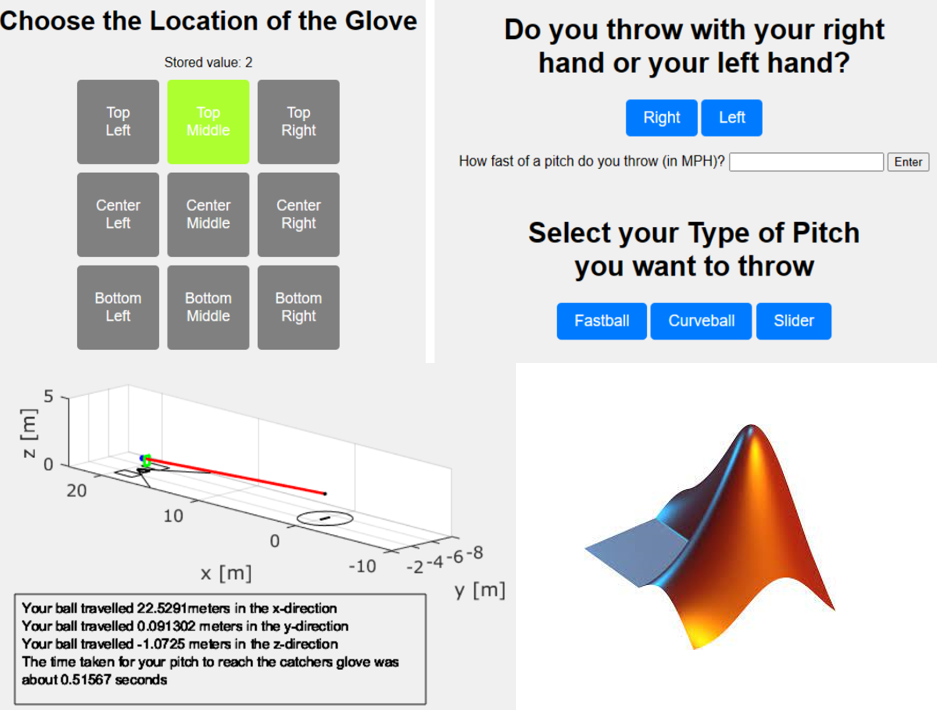 Choose the Location of the Glove
Stored value: 2
Top
Left
Top
Middle
Top
Right
Center
Left
Center
Middle
Center
Right
Bottom
Left
Bottom
Middle
Bottom
Right
Do you throw with your right
hand or your left hand?
Right
Left
How fast of a pitch do you throw (in MPH)?
Enter
Select your Type of Pitch
you want to throw
Fastball
Curveball
Slider
z [m]
5
0
20
10
0
-10
x [m]
-2
-4
-6
-8
y [m]
Your ball travelled 22.5291meters in the x-direction
Your ball travelled 0.091302 meters in the y-direction
Your ball travelled -1.0725 meters in the z-direction
The time taken for your pitch to reach the catchers glove was
about 0.51567 seconds